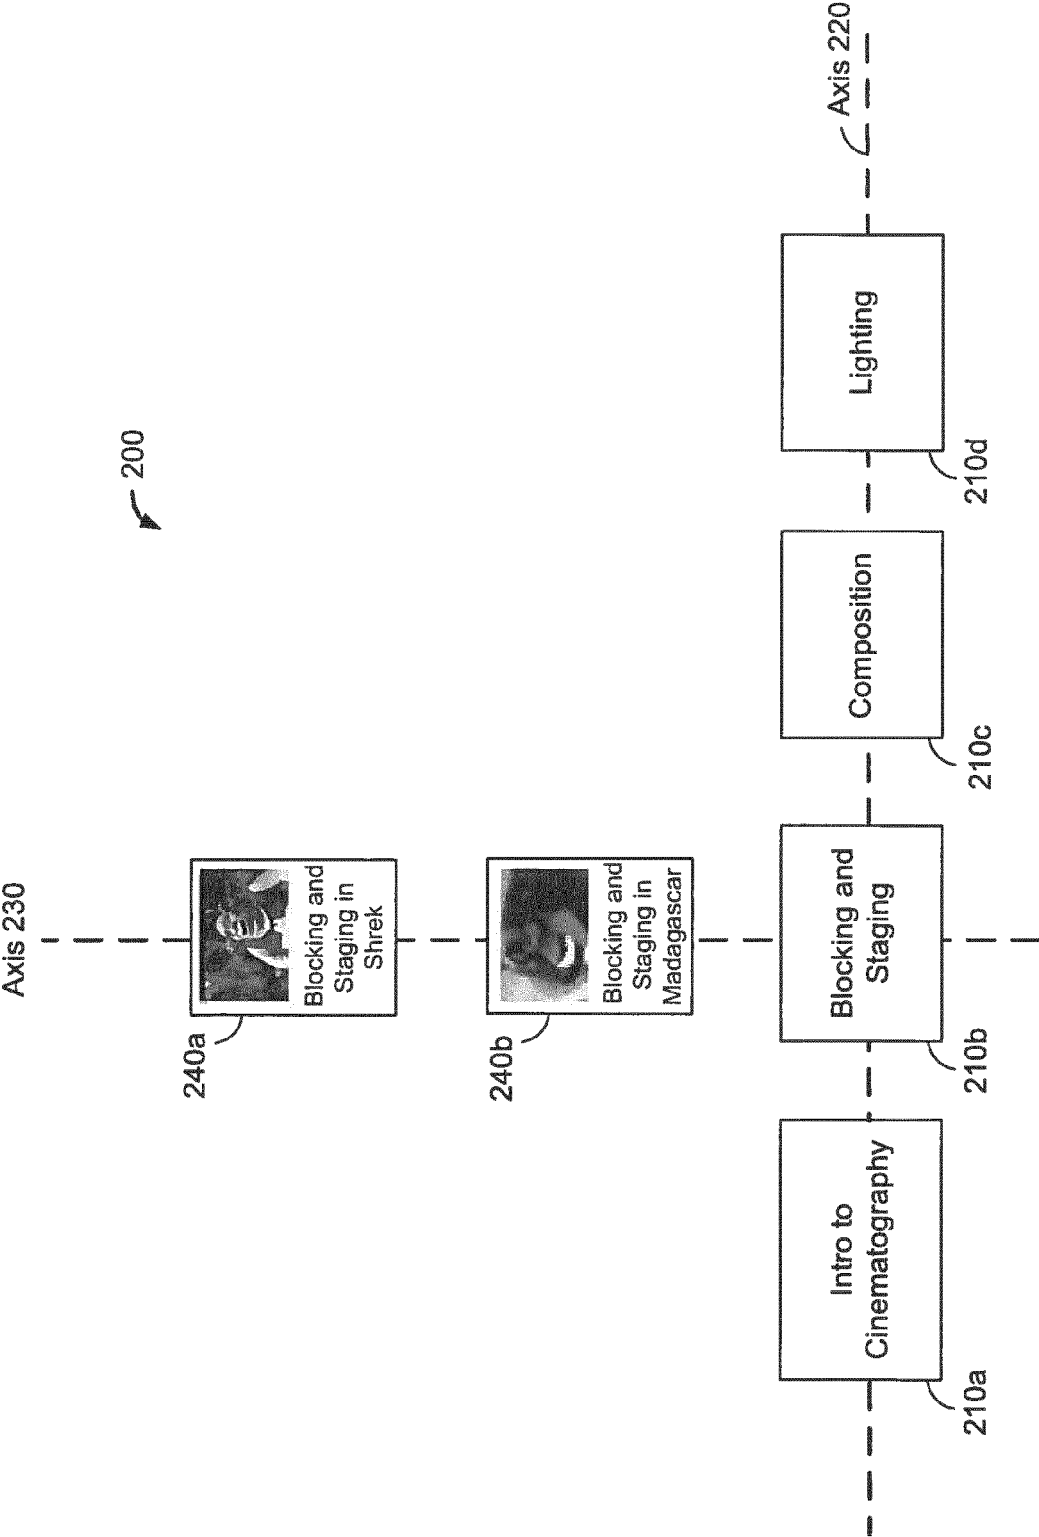 200
Axis 230
240a
Blocking and
Staging in
Shrek
240b
Blocking and
Staging in
Madagascar
Intro to
Cinematography
210a
Blocking and
Staging
210b
Composition
210c
Lighting
210d
Axis 220